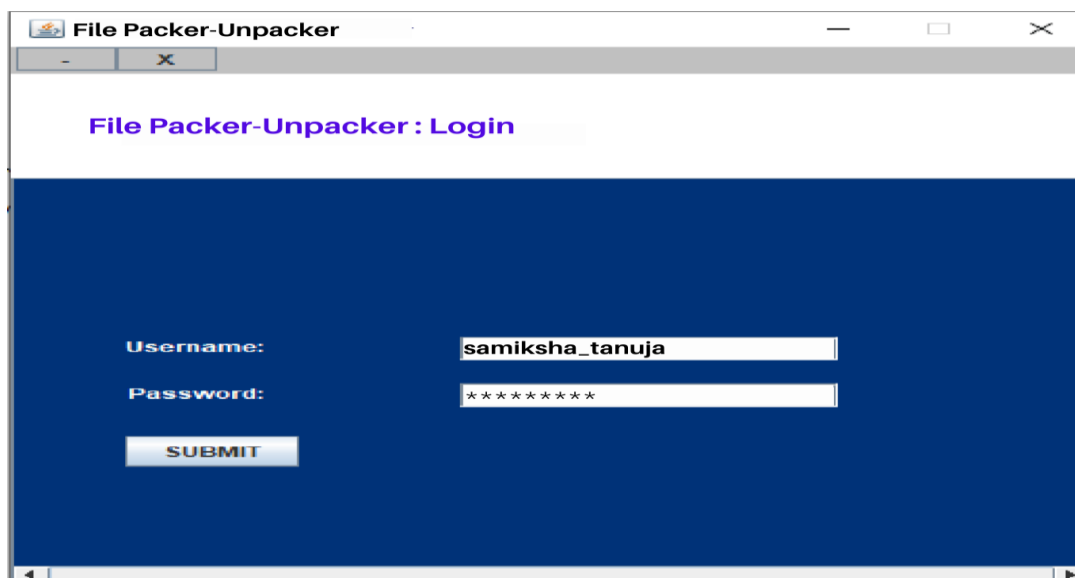 File Packer-Unpacker
- X
File Packer-Unpacker : Login
Username: samiksha_tanuja
Password: *********
SUBMIT